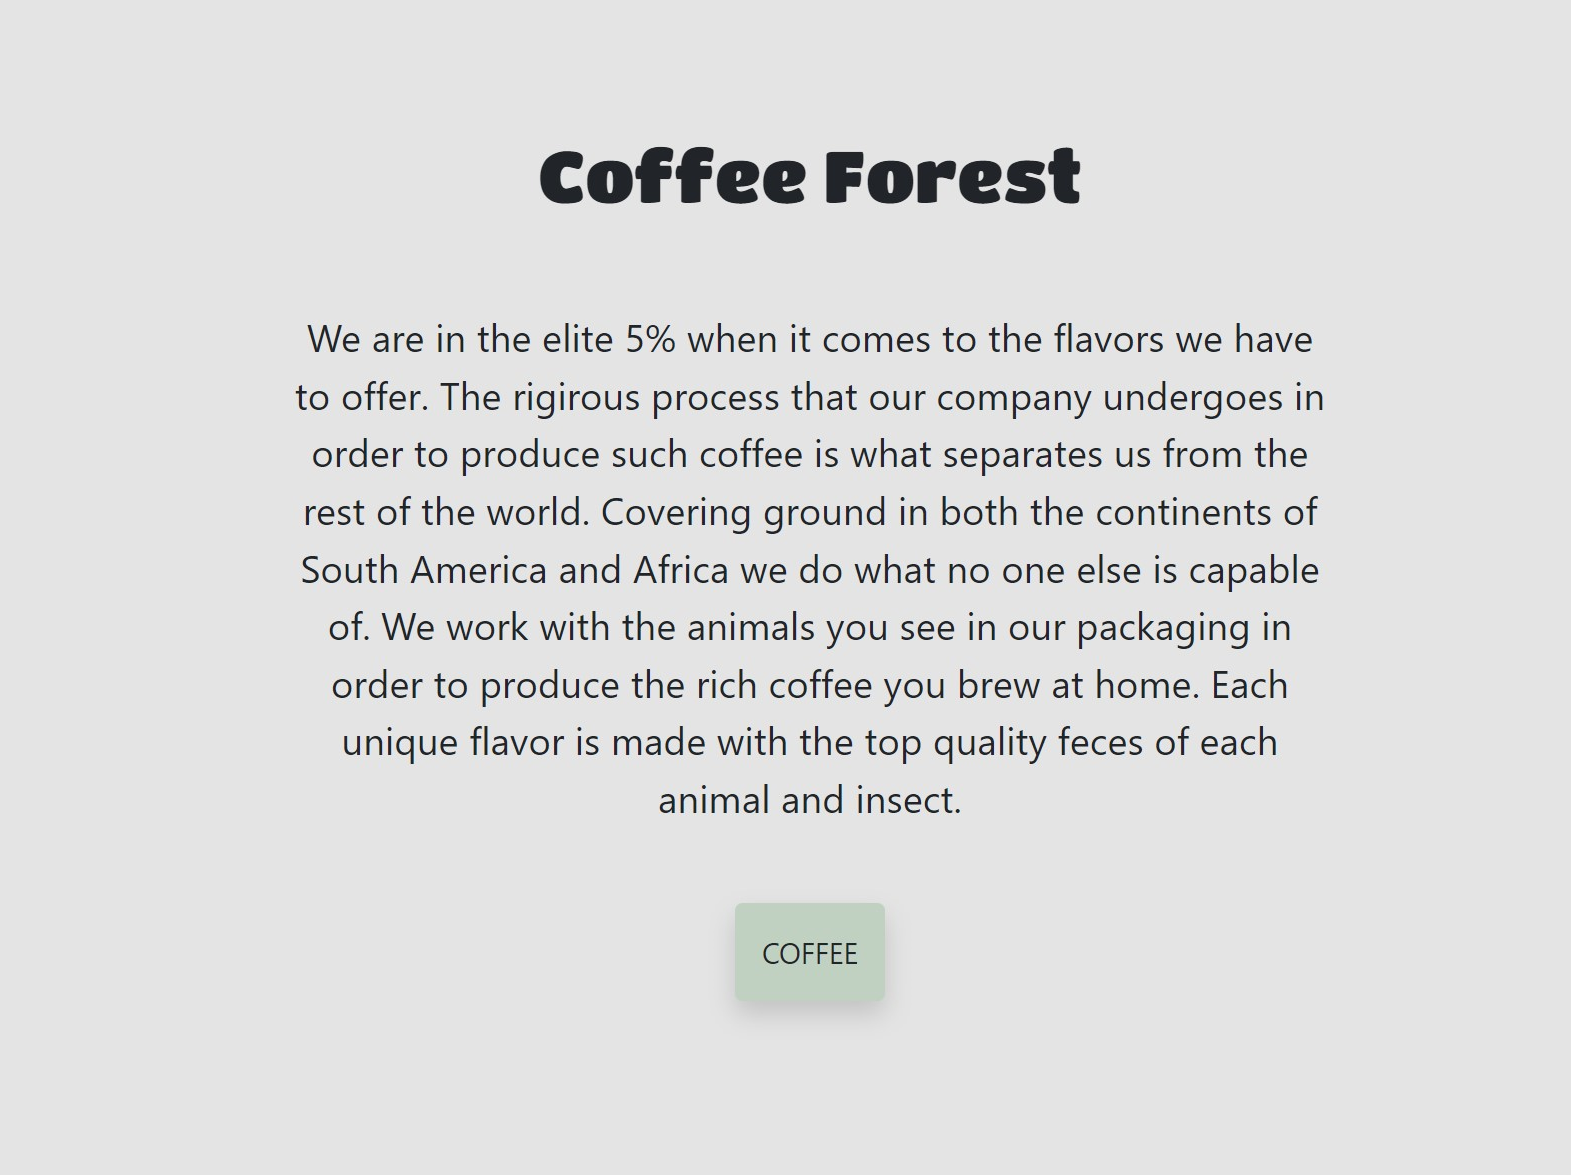 Coffee Forest
We are in the elite 5% when it comes to the flavors we have
to offer. The rigirous process that our company undergoes in
order to produce such coffee is what separates us from the
rest of the world. Covering ground in both the continents of
South America and Africa we do what no one else is capable
of. We work with the animals you see in our packaging in
order to produce the rich coffee you brew at home. Each
unique flavor is made with the top quality feces of each
animal and insect.
COFFEE